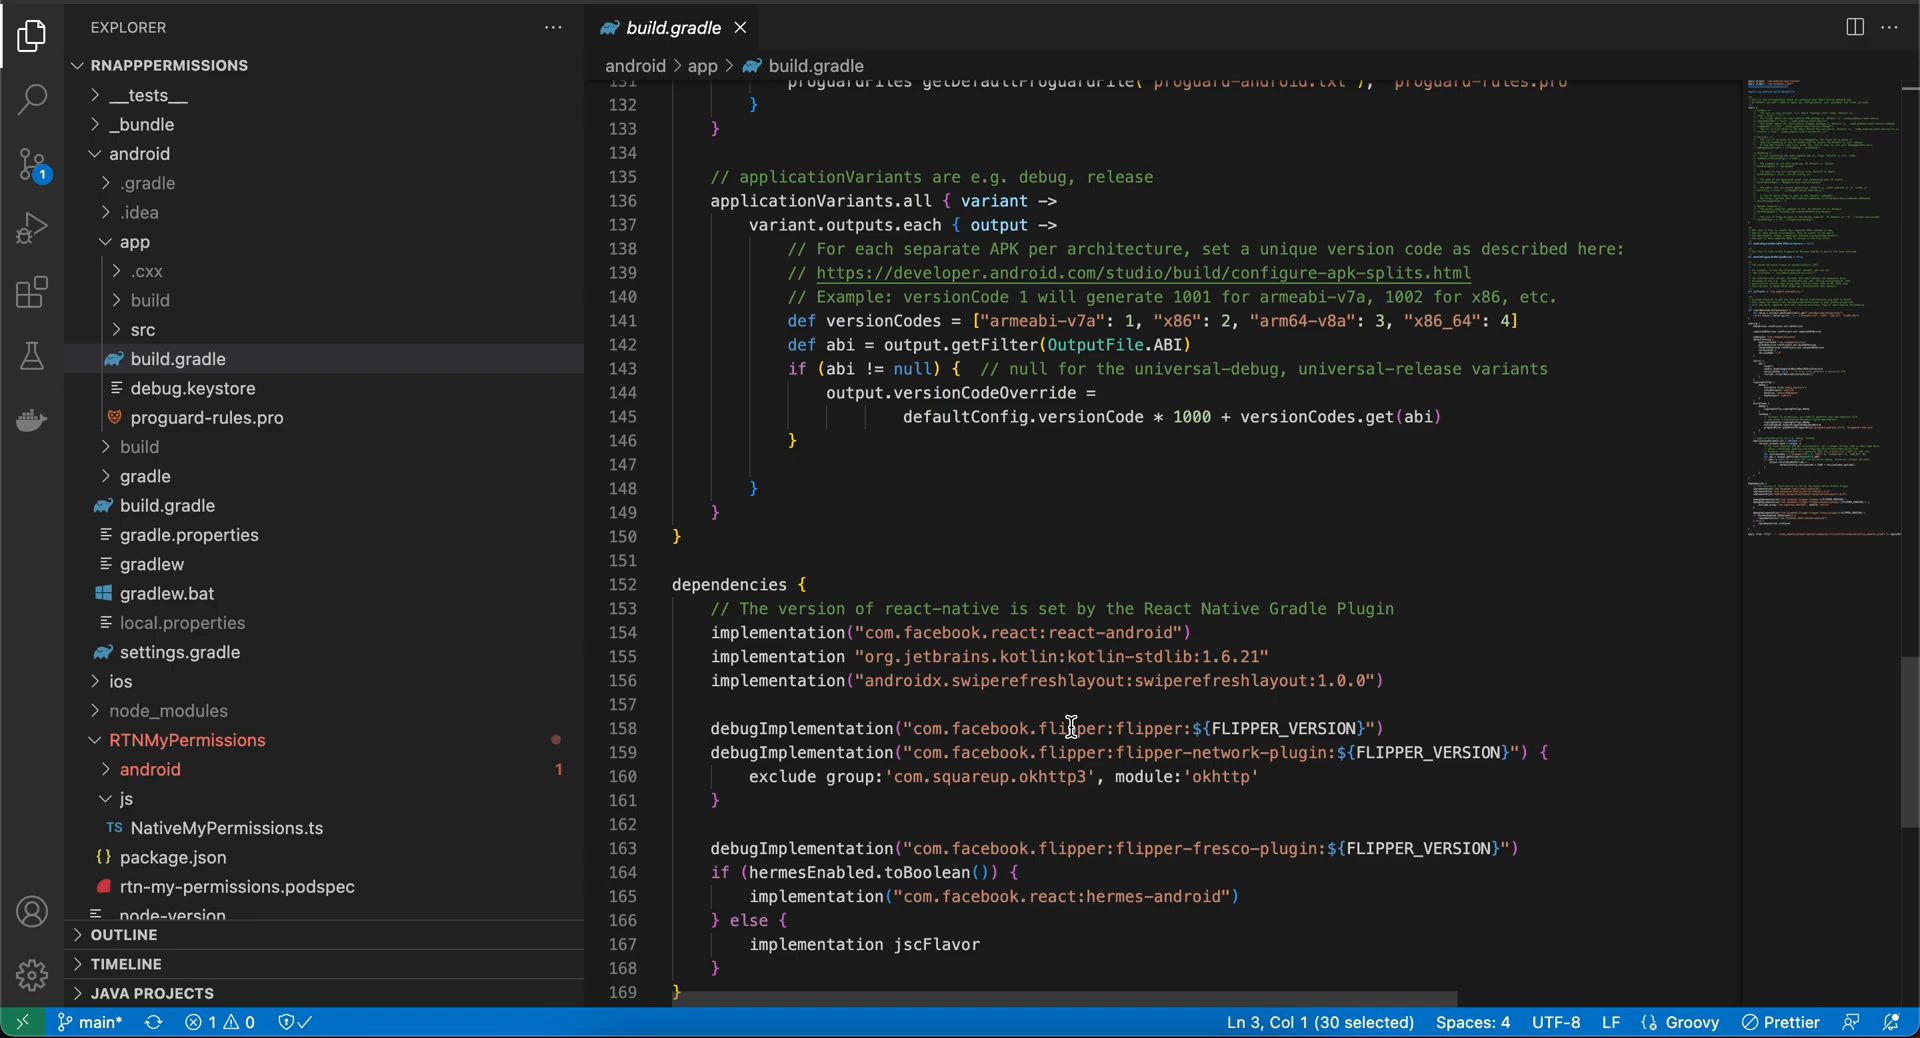 EXPLORER
RNAPPPERMISSIONS
__tests__
_bundle
android
.gradle
.idea
app
.cxx
build
src
build.gradle
debug.keystore
proguard-rules.pro
build
gradle
build.gradle
gradle.properties
gradlew
gradlew.bat
local.properties
settings.gradle
ios
node_modules
RTNMyPermissions
android 1
js
TS NativeMyPermissions.ts
{} package.json
rtn-my-permissions.podspec
node-version
OUTLINE
TIMELINE
JAVA PROJECTS
1
build.gradle
android > app > build.gradle
131 proguardFiles getDefaultProguardFile("proguard-android.txt"), "proguard-rules.pro"
132 }
133 }
134
135 // applicationVariants are e.g. debug, release
136 applicationVariants.all { variant ->
137 variant.outputs.each { output ->
138 // For each separate APK per architecture, set a unique version code as described here:
139 // https://developer.android.com/studio/build/configure-apk-splits.html
140 // Example: versionCode 1 will generate 1001 for armeabi-v7a, 1002 for x86, etc.
141 def versionCodes = ["armeabi-v7a": 1, "x86": 2, "arm64-v8a": 3, "x86_64": 4]
142 def abi = output.getFilter(OutputFile.ABI)
143 if (abi != null) { // null for the universal-debug, universal-release variants
144 output.versionCodeOverride =
145 defaultConfig.versionCode * 1000 + versionCodes.get(abi)
146 }
147
148 }
149 }
150 }
151
152 dependencies {
153 // The version of react-native is set by the React Native Gradle Plugin
154 implementation("com.facebook.react:react-android")
155 implementation "org.jetbrains.kotlin:kotlin-stdlib:1.6.21"
156 implementation("androidx.swiperefreshlayout:swiperefreshlayout:1.0.0")
157
158 debugImplementation("com.facebook.flipper:flipper:${FLIPPER_VERSION}")
159 debugImplementation("com.facebook.flipper:flipper-network-plugin:${FLIPPER_VERSION}") {
160 exclude group:'com.squareup.okhttp3', module:'okhttp'
161 }
162
163 debugImplementation("com.facebook.flipper:flipper-fresco-plugin:${FLIPPER_VERSION}")
164 if (hermesEnabled.toBoolean()) {
165 implementation("com.facebook.react:hermes-android")
166 } else {
167 implementation jscFlavor
168 }
169 }
main* 1 0 Ln 3, Col 1 (30 selected) Spaces: 4 UTF-8 LF {} Groovy Prettier